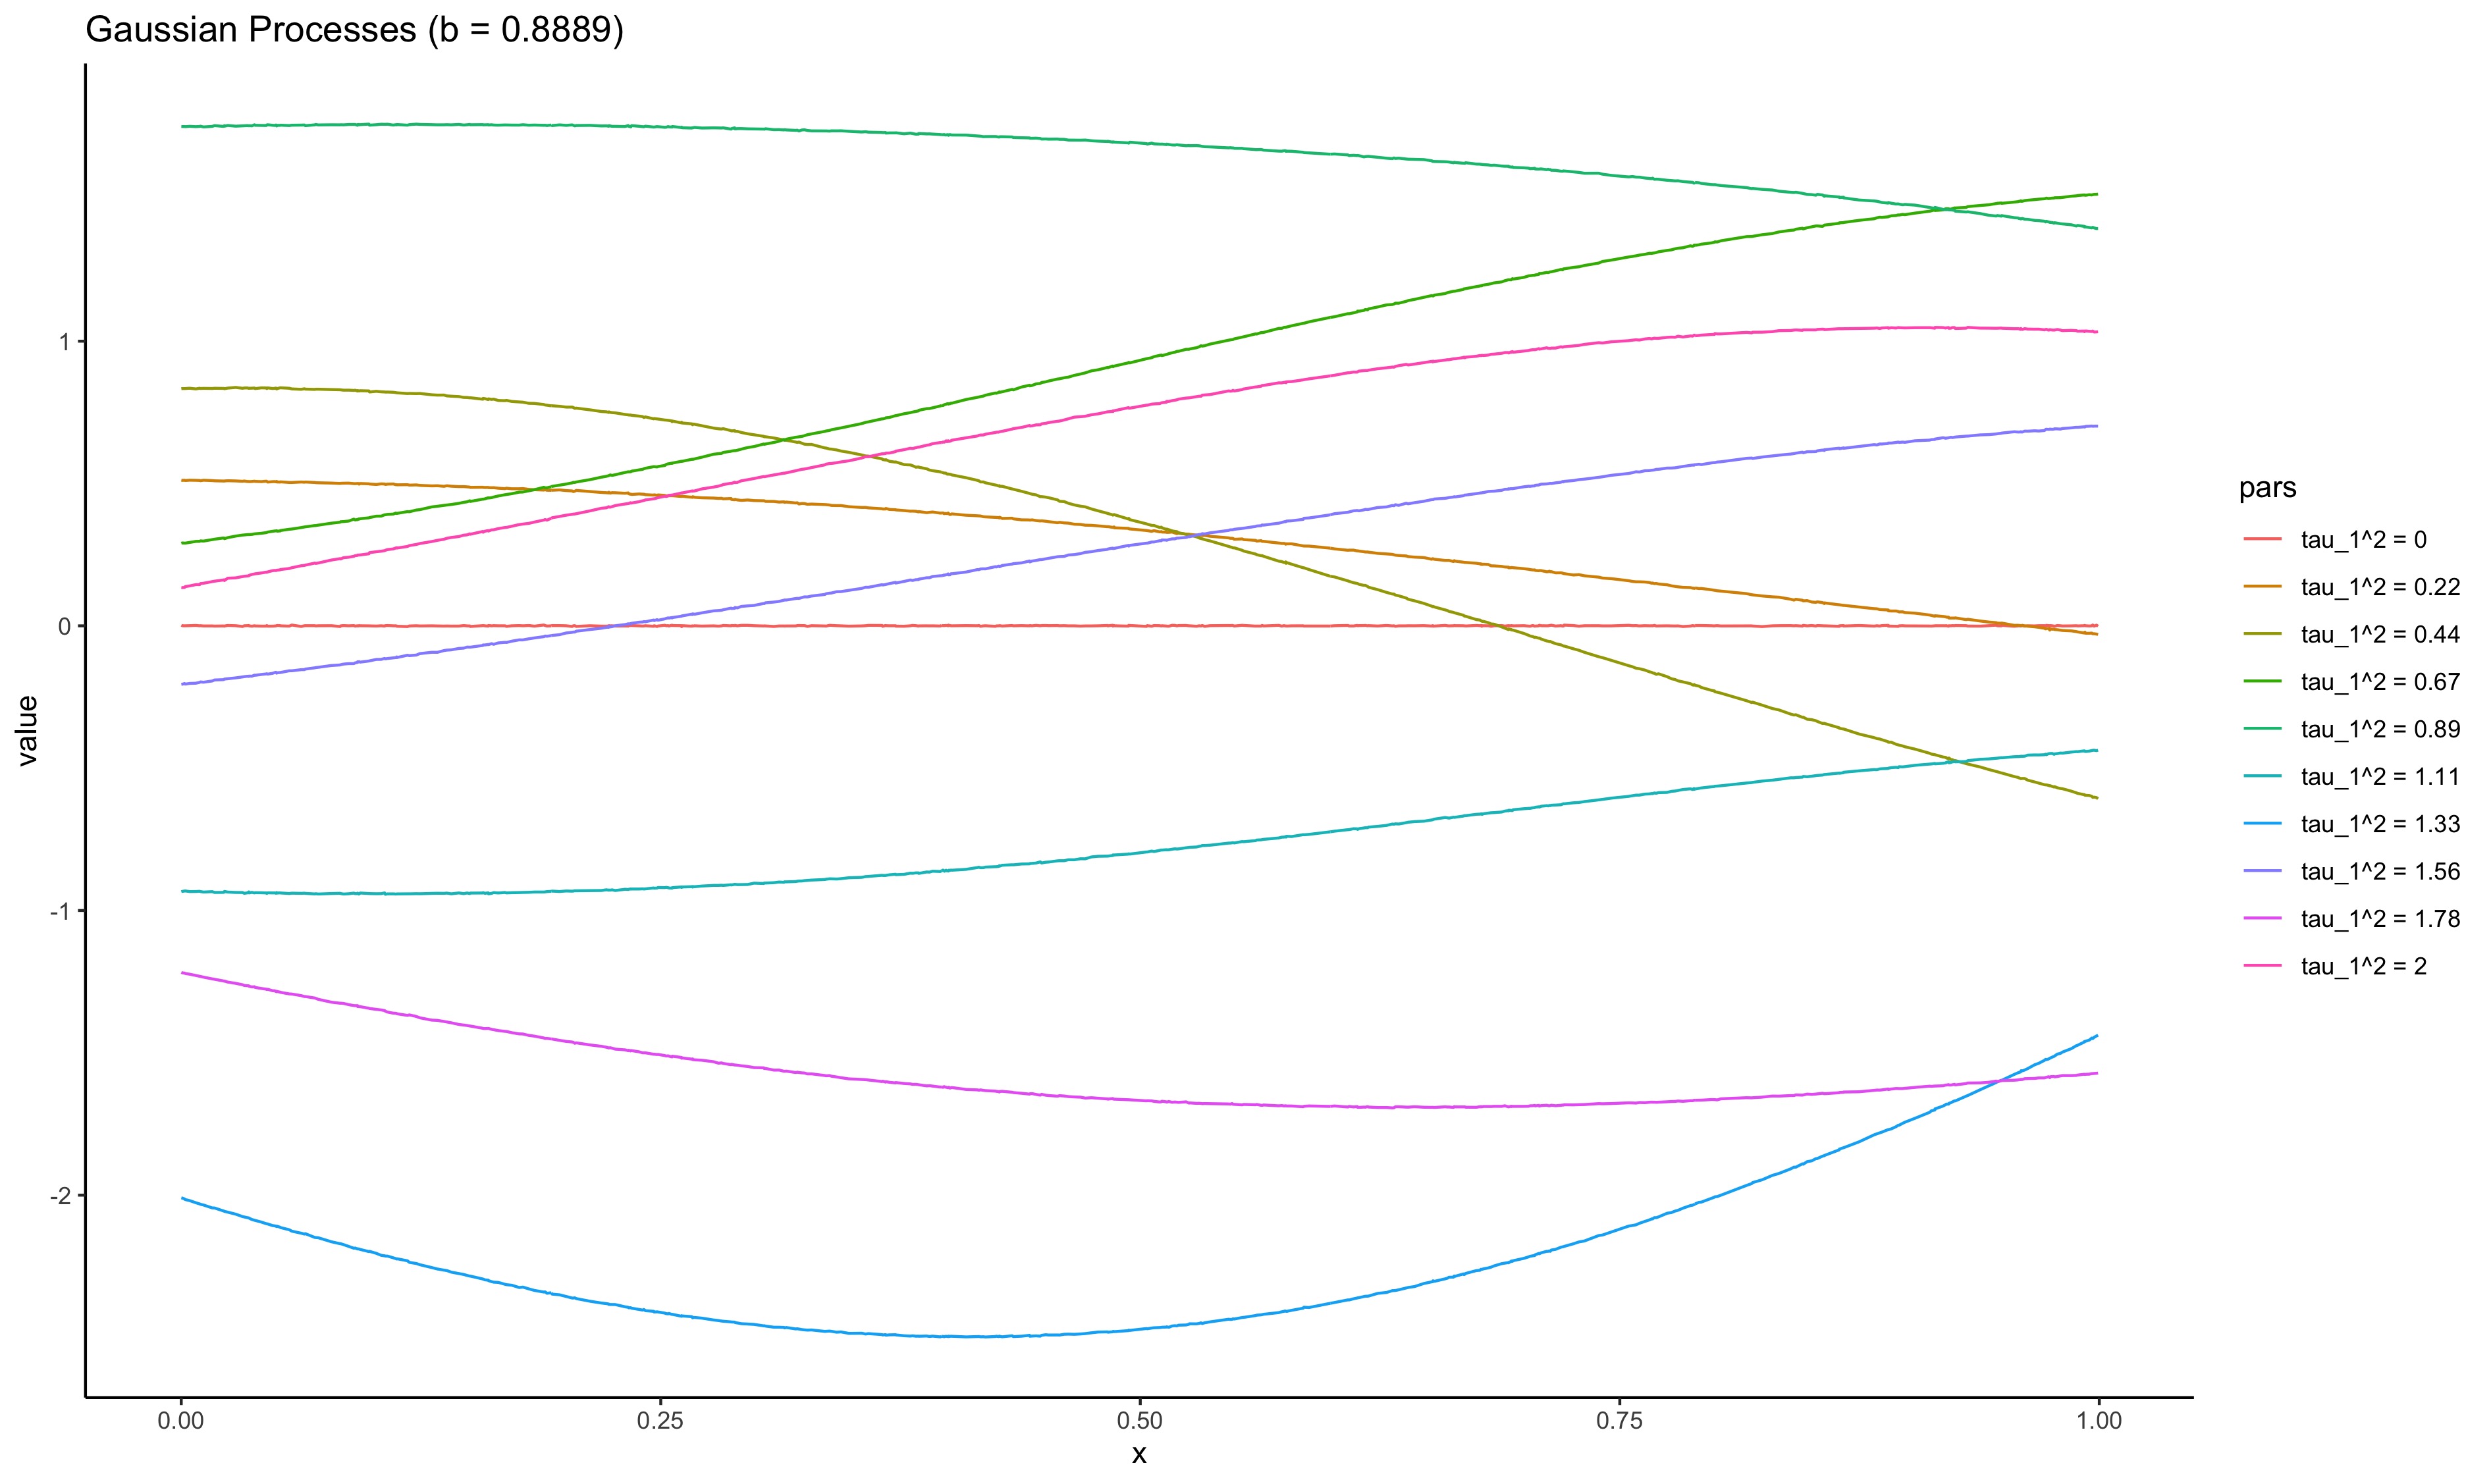 Gaussian Processes (b = 0.8889)
value
1
0
-1
-2
0.00 0.25 0.50 0.75 1.00
x
pars
tau_1^2 = 0
tau_1^2 = 0.22
tau_1^2 = 0.44
tau_1^2 = 0.67
tau_1^2 = 0.89
tau_1^2 = 1.11
tau_1^2 = 1.33
tau_1^2 = 1.56
tau_1^2 = 1.78
tau_1^2 = 2